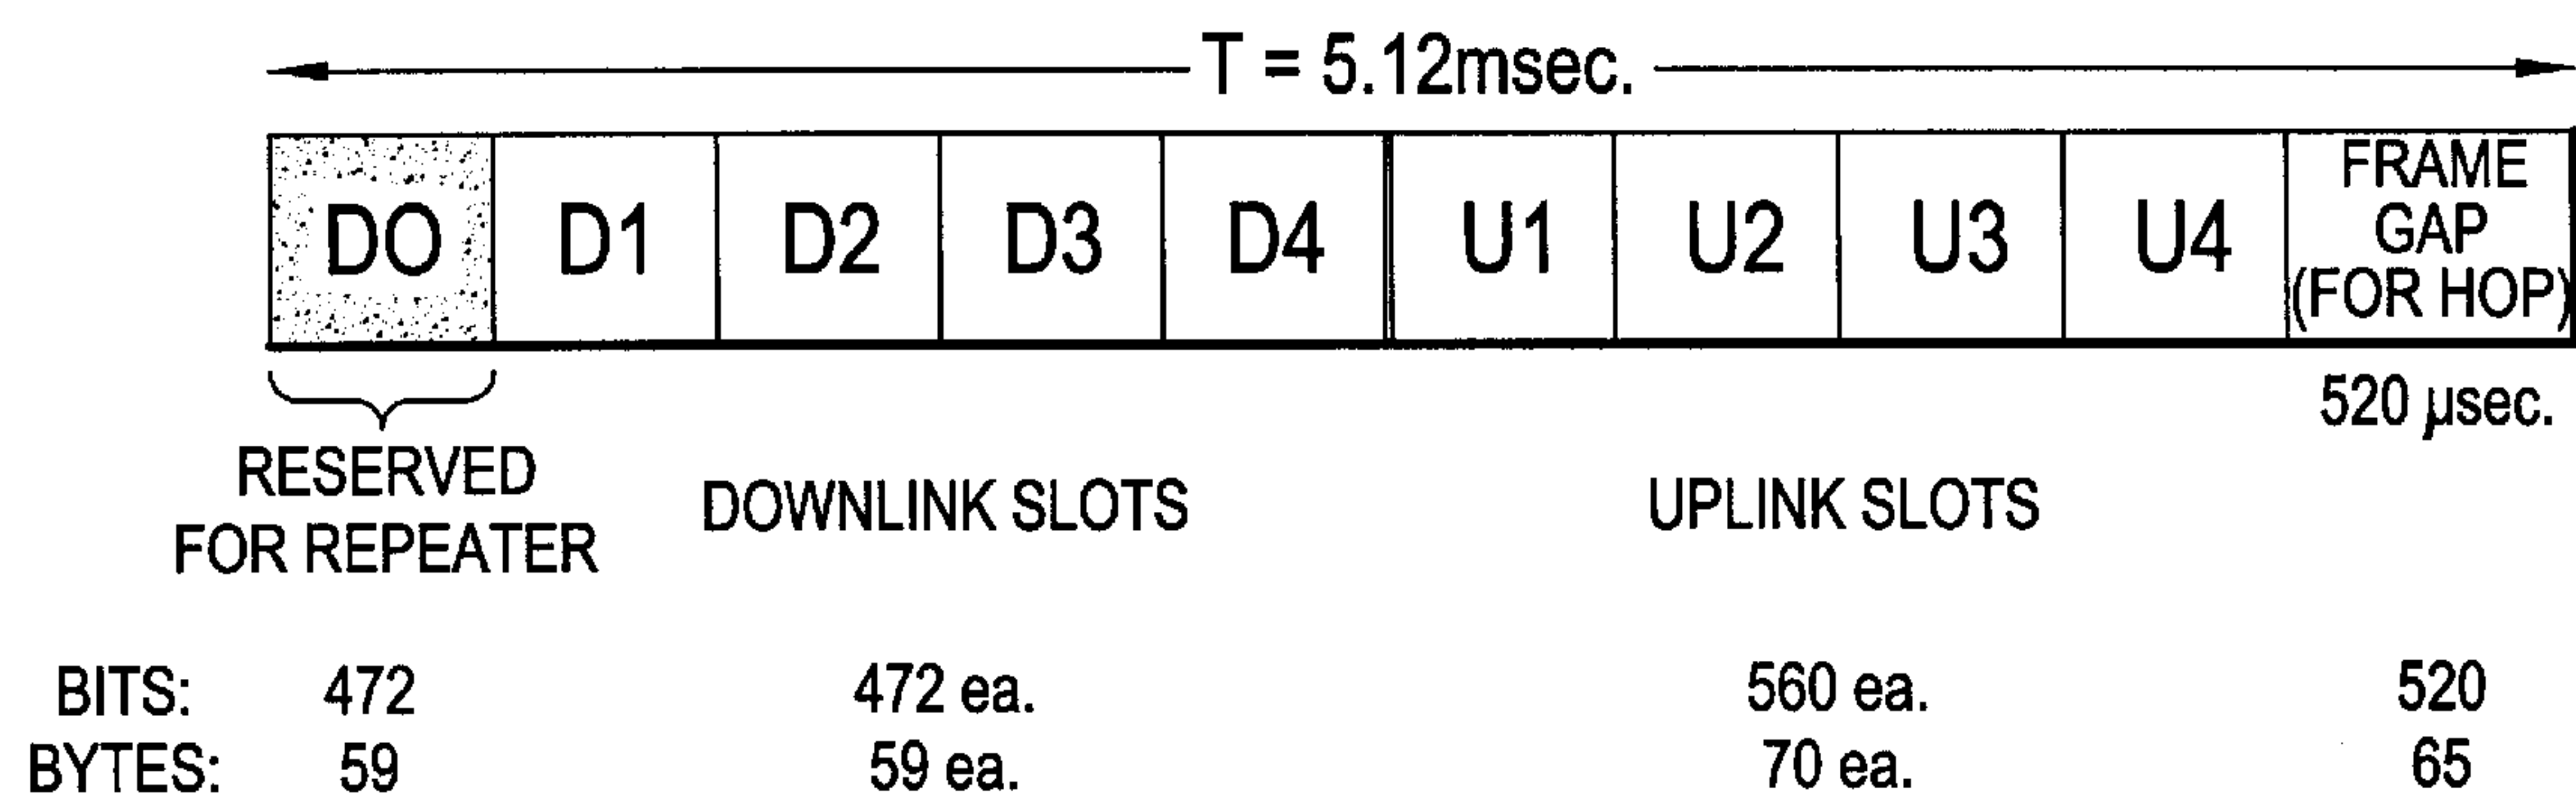 T = 5.12msec.
DO D1 D2 D3 D4 U1 U2 U3 U4 FRAME
GAP
(FOR HOP)
520 µsec.
RESERVED
FOR REPEATER
DOWNLINK SLOTS
UPLINK SLOTS
BITS: 472 472 ea. 560 ea. 520
BYTES: 59 59 ea. 70 ea. 65